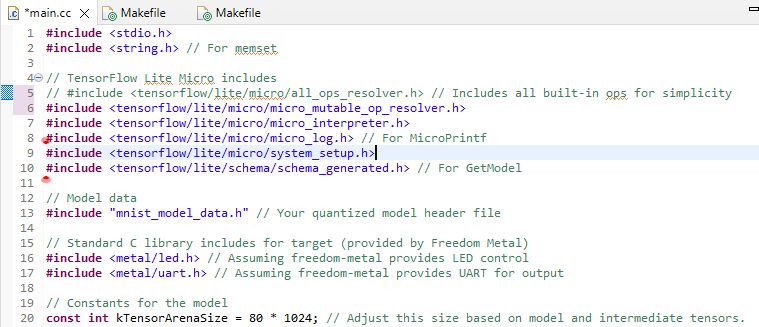 *main.cc Makefile Makefile
1 #include <stdio.h>
2 #include <string.h> // For memset
3
4 // TensorFlow Lite Micro includes
5 // #include <tensorflow/lite/micro/all_ops_resolver.h> // Includes all built-in ops for simplicity
6 #include <tensorflow/lite/micro/micro_mutable_op_resolver.h>
7 #include <tensorflow/lite/micro/micro_interpreter.h>
8 #include <tensorflow/lite/micro/micro_log.h> // For MicroPrintf
9 #include <tensorflow/lite/micro/system_setup.h>
10 #include <tensorflow/lite/schema/schema_generated.h> // For GetModel
11
12 // Model data
13 #include "mnist_model_data.h" // Your quantized model header file
14
15 // Standard C library includes for target (provided by Freedom Metal)
16 #include <metal/led.h> // Assuming freedom-metal provides LED control
17 #include <metal/uart.h> // Assuming freedom-metal provides UART for output
18
19 // Constants for the model
20 const int kTensorArenaSize = 80 * 1024; // Adjust this size based on model and intermediate tensors.